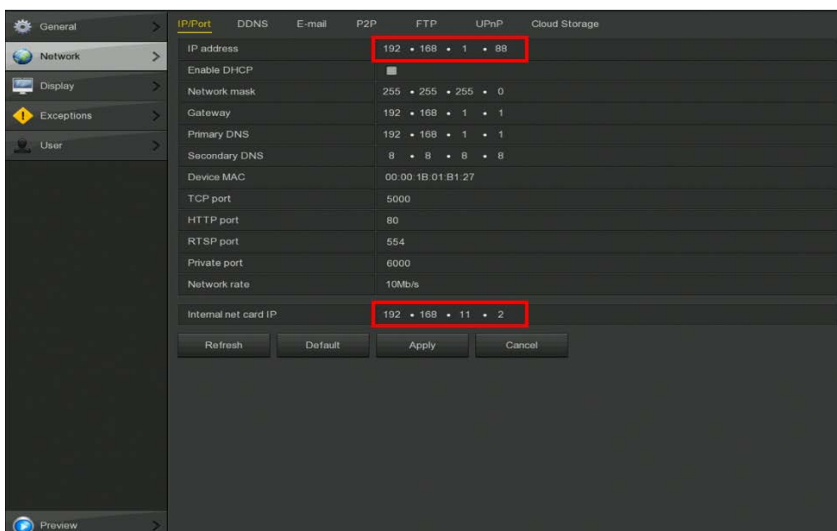 General >
Network >
Display >
Exceptions >
User >
Preview >
IP/Port DDNS E-mail P2P FTP UPnP Cloud Storage
IP address 192 • 168 • 1 • 88
Enable DHCP
Network mask 255 • 255 • 255 • 0
Gateway 192 • 168 • 1 • 1
Primary DNS 192 • 168 • 1 • 1
Secondary DNS 8 • 8 • 8 • 8
Device MAC 00:00:1B:01:B1:27
TCP port 5000
HTTP port 80
RTSP port 554
Private port 6000
Network rate 10Mb/s
Internal net card IP 192 • 168 • 11 • 2
Refresh Default Apply Cancel